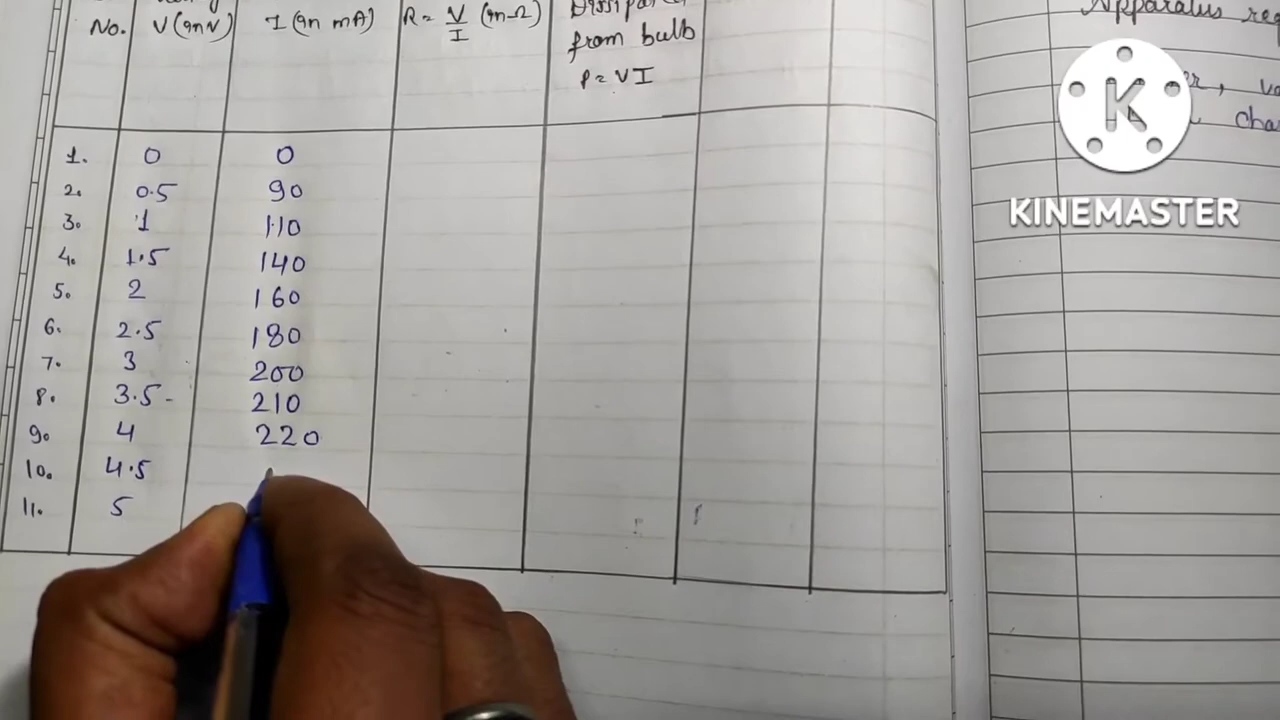 No. V (in V) I (in mA) R = V/I (in Ω)
from bulb
P = VI
1. 0 0
2. 0.5 90
3. 1 110
4. 1.5 140
5. 2 160
6. 2.5 180
7. 3 200
8. 3.5 210
9. 4 220
10. 4.5
11. 5
Apparatus
KINEMASTER